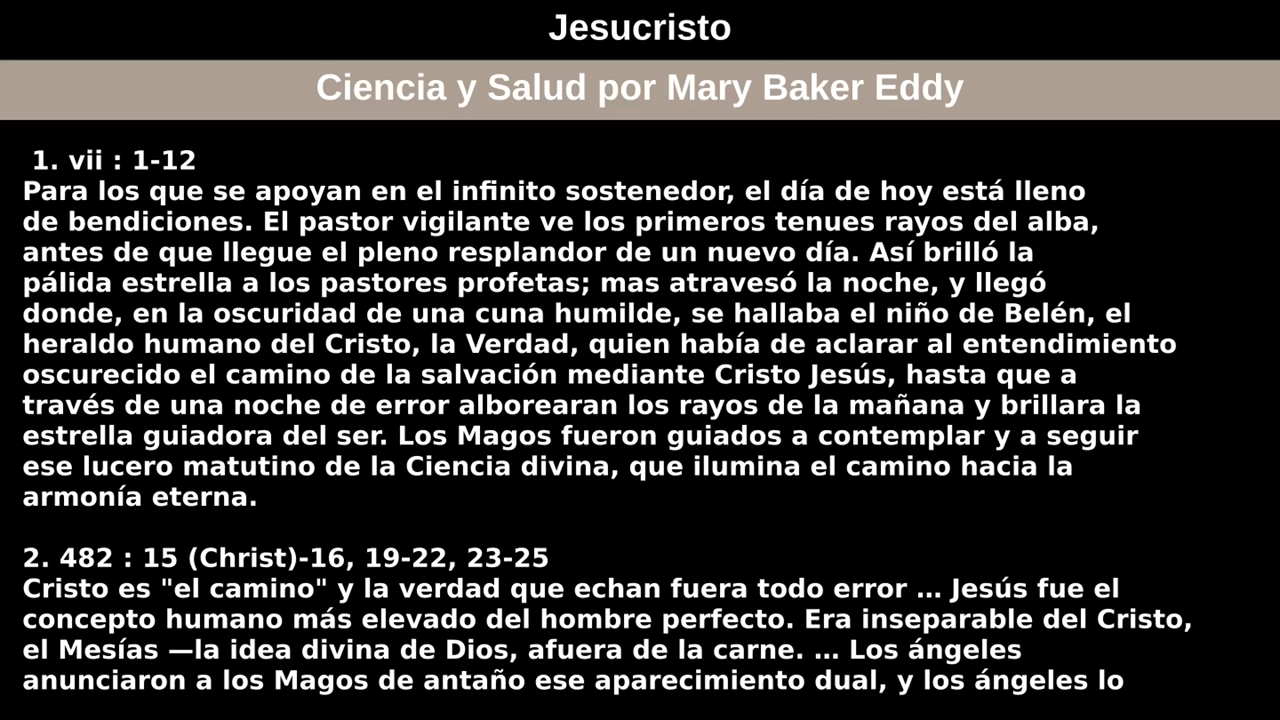 Jesucristo
Ciencia y Salud por Mary Baker Eddy
1. vii : 1-12
Para los que se apoyan en el infinito sostenedor, el día de hoy está lleno
de bendiciones. El pastor vigilante ve los primeros tenues rayos del alba,
antes de que llegue el pleno resplandor de un nuevo día. Así brilló la
pálida estrella a los pastores profetas; mas atravesó la noche, y llegó
donde, en la oscuridad de una cuna humilde, se hallaba el niño de Belén, el
heraldo humano del Cristo, la Verdad, quien había de aclarar al entendimiento
oscurecido el camino de la salvación mediante Cristo Jesús, hasta que a
través de una noche de error alborearan los rayos de la mañana y brillara la
estrella guiadora del ser. Los Magos fueron guiados a contemplar y a seguir
ese lucero matutino de la Ciencia divina, que ilumina el camino hacia la
armonía eterna.
2. 482 : 15 (Christ)-16, 19-22, 23-25
Cristo es "el camino" y la verdad que echan fuera todo error … Jesús fue el
concepto humano más elevado del hombre perfecto. Era inseparable del Cristo,
el Mesías —la idea divina de Dios, afuera de la carne. … Los ángeles
anunciaron a los Magos de antaño ese aparecimiento dual, y los ángeles lo